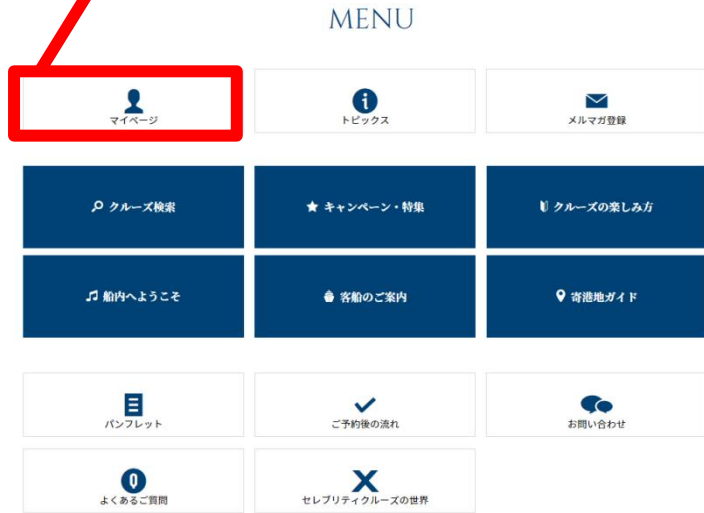 MENU
マイページ
トピックス
メルマガ登録
クルーズ検索
キャンペーン・特集
クルーズの楽しみ方
船内へようこそ
客船のご案内
寄港地ガイド
パンフレット
ご予約後の流れ
お問い合わせ
よくあるご質問
セレブリティクルーズの世界